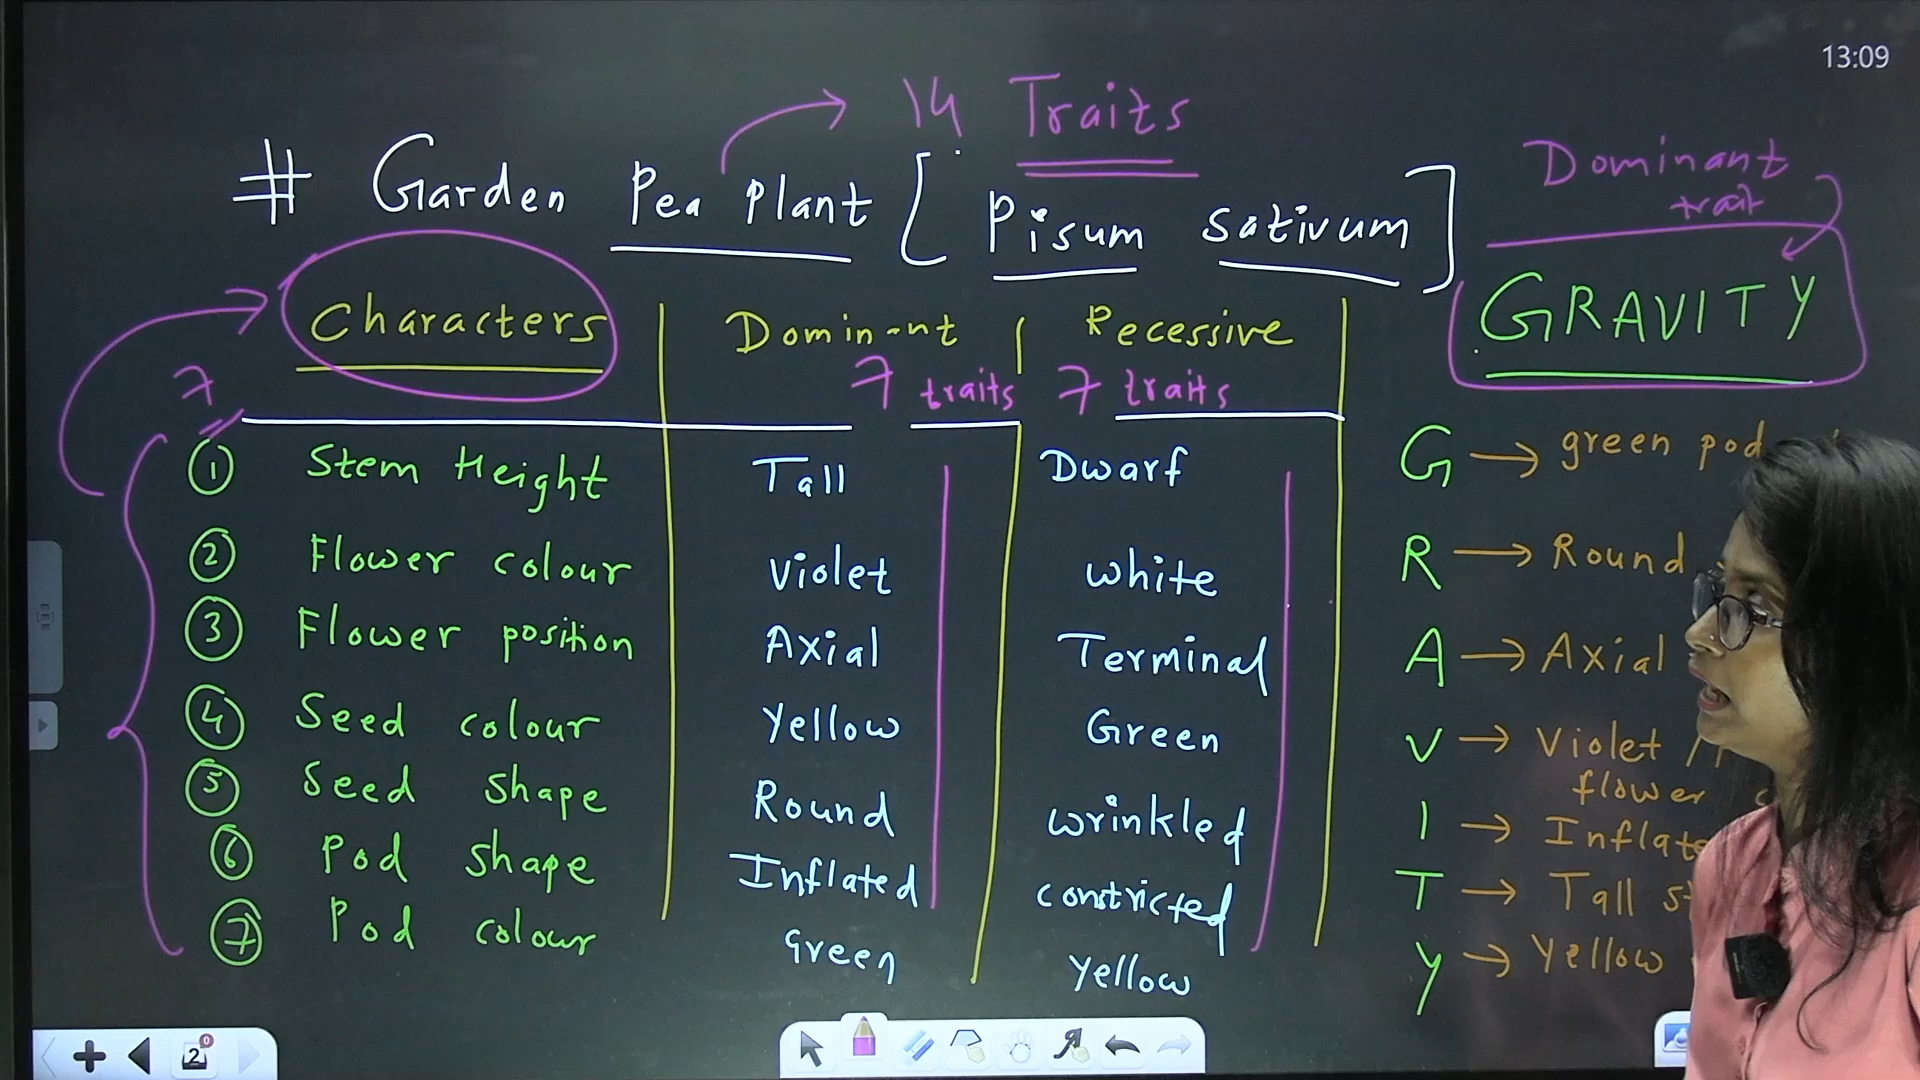 13:09
14 Traits
# Garden Pea Plant [Pisum sativum]
Dominant
trait
GRAVITY
Characters Dominant Recessive
7 7 traits 7 traits
1 Stem Height Tall Dwarf
2 Flower colour Violet white
3 Flower position Axial Terminal
4 Seed colour Yellow Green
5 Seed shape Round wrinkled
6 Pod shape Inflated constricted
7 Pod colour Green Yellow
G → green pod
R → Round
A → Axial
V → Violet /
flower
I → Inflate
T → Tall
Y → Yellow
2
0